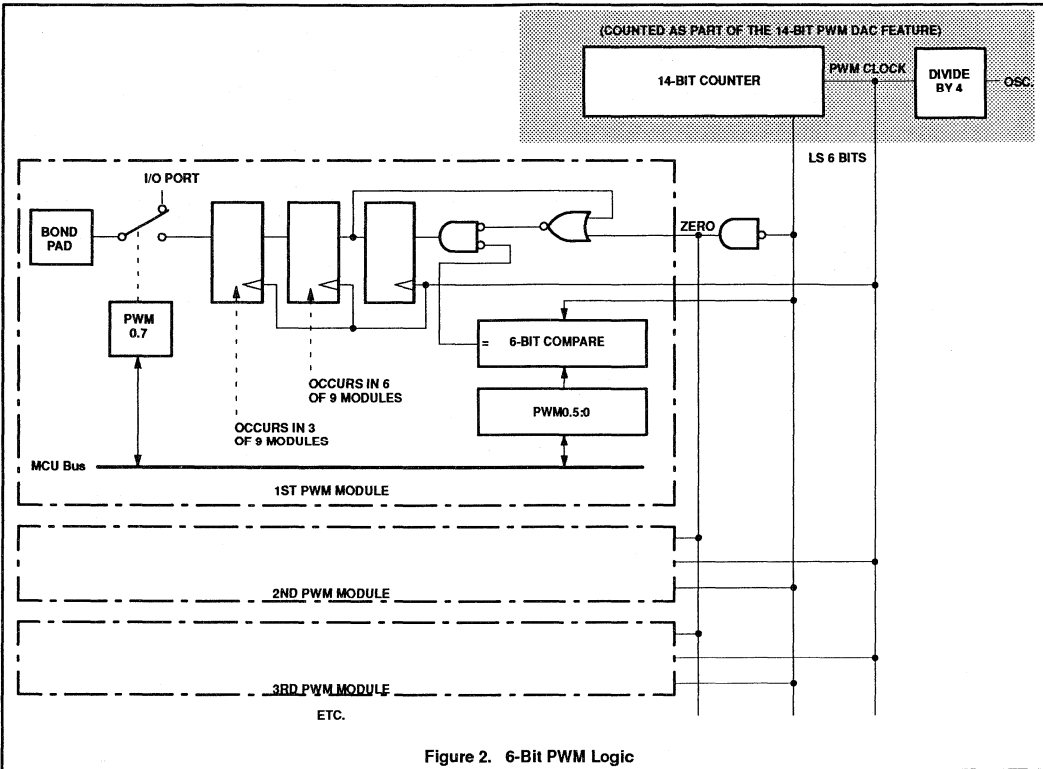 (COUNTED AS PART OF THE 14-BIT PWM DAC FEATURE)
14-BIT COUNTER
PWM CLOCK
DIVIDE
BY 4
OSC.
LS 6 BITS
I/O PORT
BOND
PAD
ZERO
PWM
0.7
= 6-BIT COMPARE
OCCURS IN 6
OF 9 MODULES
PWM0.5:0
OCCURS IN 3
OF 9 MODULES
MCU Bus
1ST PWM MODULE
2ND PWM MODULE
3RD PWM MODULE
ETC.
Figure 2. 6-Bit PWM Logic